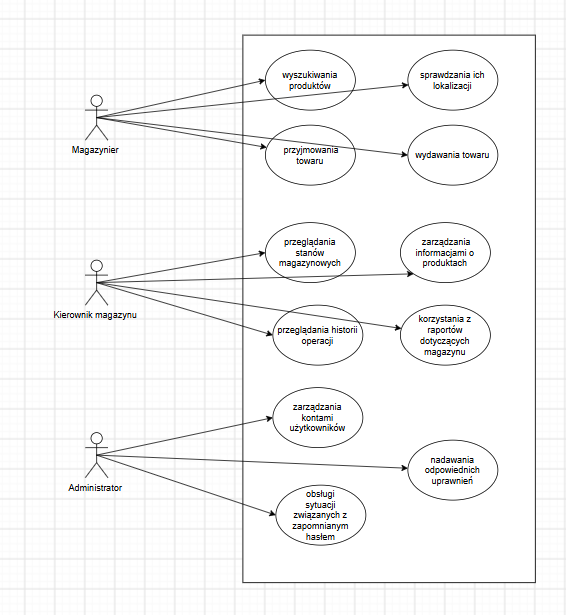 wyszukiwania
produktów
sprawdzania ich
lokalizacji
Magazynier
przyjmowania
towaru
wydawania towaru
przeglądania
stanów
magazynowych
zarządzania
informacjami o
produktach
Kierownik magazynu
przeglądania historii
operacji
korzystania z
raportów
dotyczących
magazynu
zarządzania
kontami
użytkowników
Administrator
nadawania
odpowiednich
uprawnień
obsługi
sytuacji
związanych z
zapomnianym
hasłem